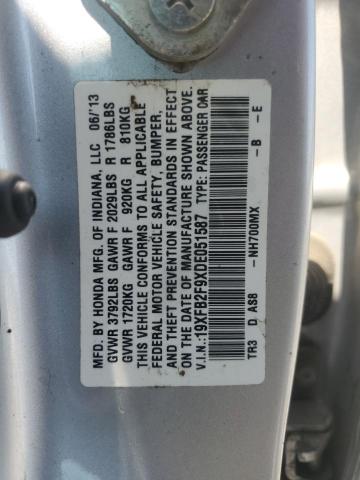 MFD. BY HONDA MFG. OF INDIANA, LLC 06/13
GVWR 3792LBS GAWR F 2029LBS R 1786LBS
GVWR 1720KG GAWR F 920KG R 810KG
THIS VEHICLE CONFORMS TO ALL APPLICABLE
FEDERAL MOTOR VEHICLE SAFETY, BUMPER,
AND THEFT PREVENTION STANDARDS IN EFFECT
ON THE DATE OF MANUFACTURE SHOWN ABOVE.
V.I.N.:19XFB2F9XDE051587 TYPE: PASSENGER CAR
TR3 D AS8 -NH700MX -B -E